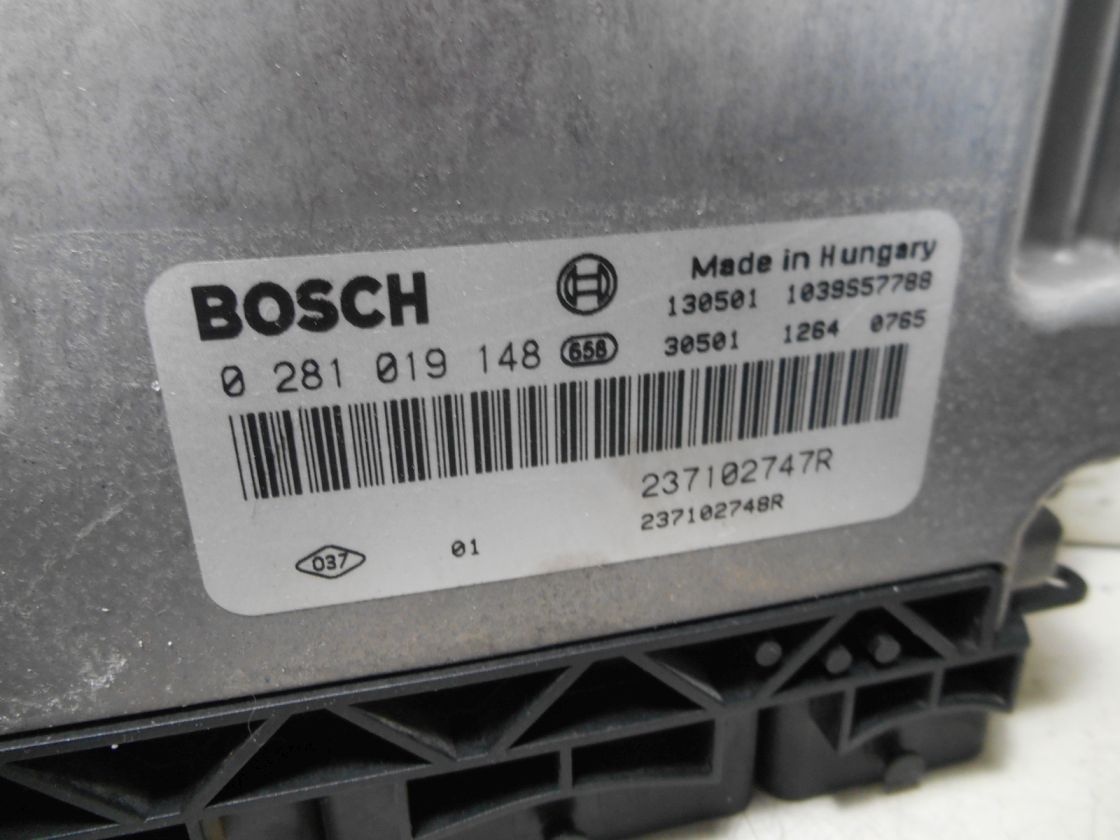 BOSCH
Made in Hungary
130501 1039S57788
0 281 019 148 658
30501 1264 0765
237102747R
237102748R
037 01